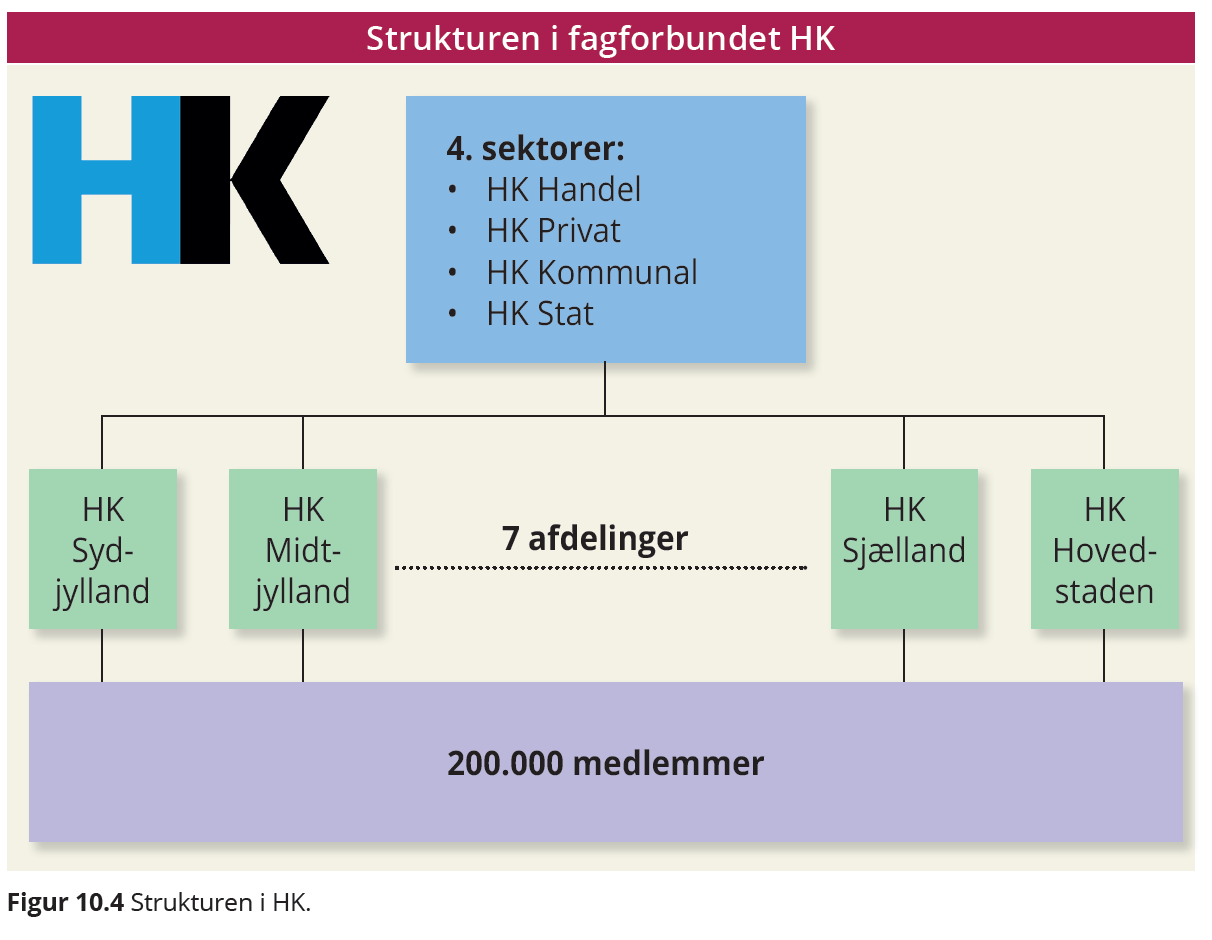 Strukturen i fagforbundet HK
HK
4. sektorer:
• HK Handel
• HK Privat
• HK Kommunal
• HK Stat
HK
Syd-
jylland
HK
Midt-
jylland
7 afdelinger
HK
Sjælland
HK
Hoved-
staden
200.000 medlemmer
Figur 10.4 Strukturen i HK.